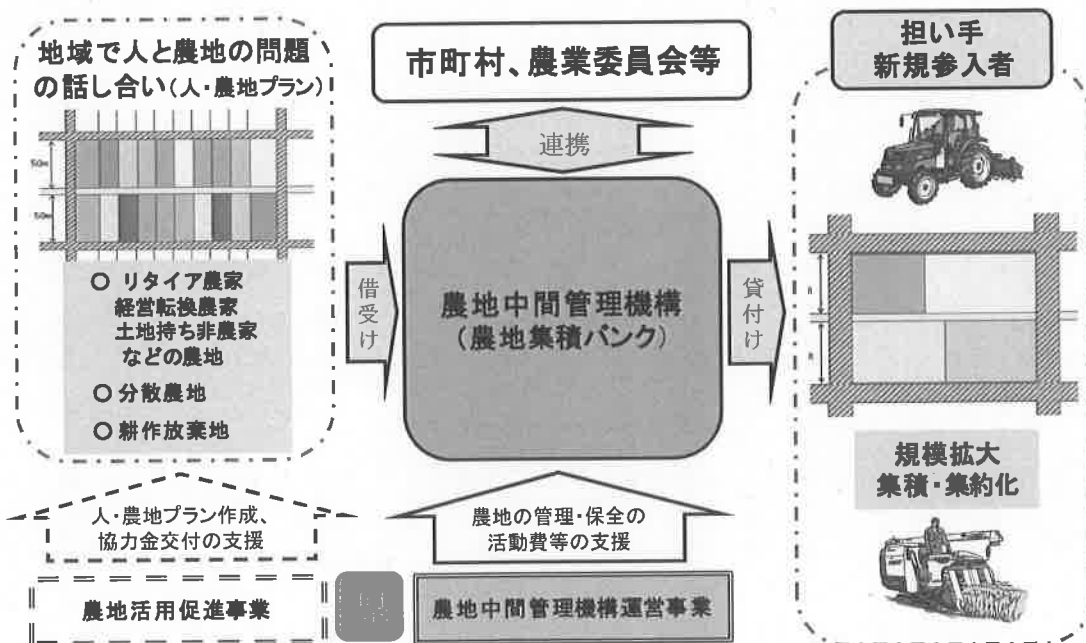 地域で人と農地の問題
の話し合い(人・農地プラン)
50m
50m
○ リタイア農家
経営転換農家
土地持ち非農家
などの農地
○ 分散農地
○ 耕作放棄地
人・農地プラン作成、
協力金交付の支援
農地活用促進事業
市町村、農業委員会等
連携
借受け
農地中間管理機構
(農地集積バンク)
貸付け
農地の管理・保全の
活動費等の支援
農地中間管理機構運営事業
担い手
新規参入者
規模拡大
集積・集約化